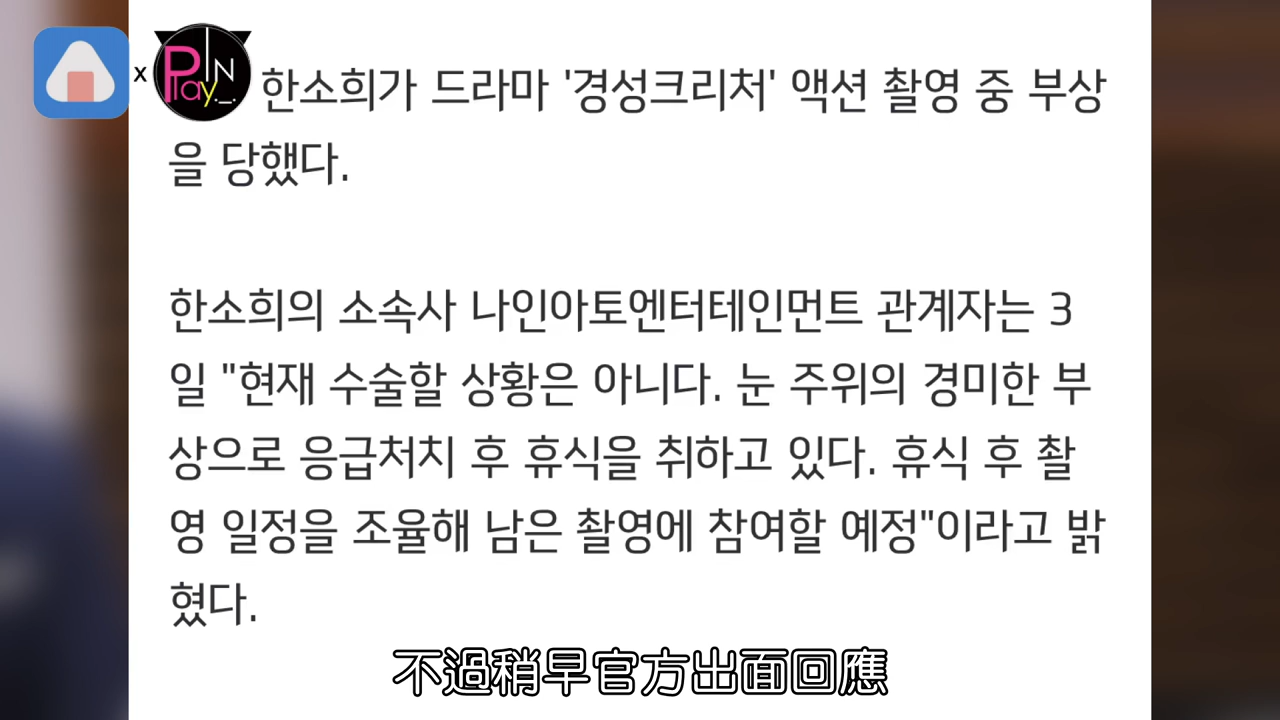 x
PlayIN
한소희가 드라마 '경성크리처' 액션 촬영 중 부상
을 당했다.
한소희의 소속사 나인아토엔터테인먼트 관계자는 3
일 "현재 수술할 상황은 아니다. 눈 주위의 경미한 부
상으로 응급처치 후 휴식을 취하고 있다. 휴식 후 촬
영 일정을 조율해 남은 촬영에 참여할 예정"이라고 밝
혔다.
不過稍早官方出面回應